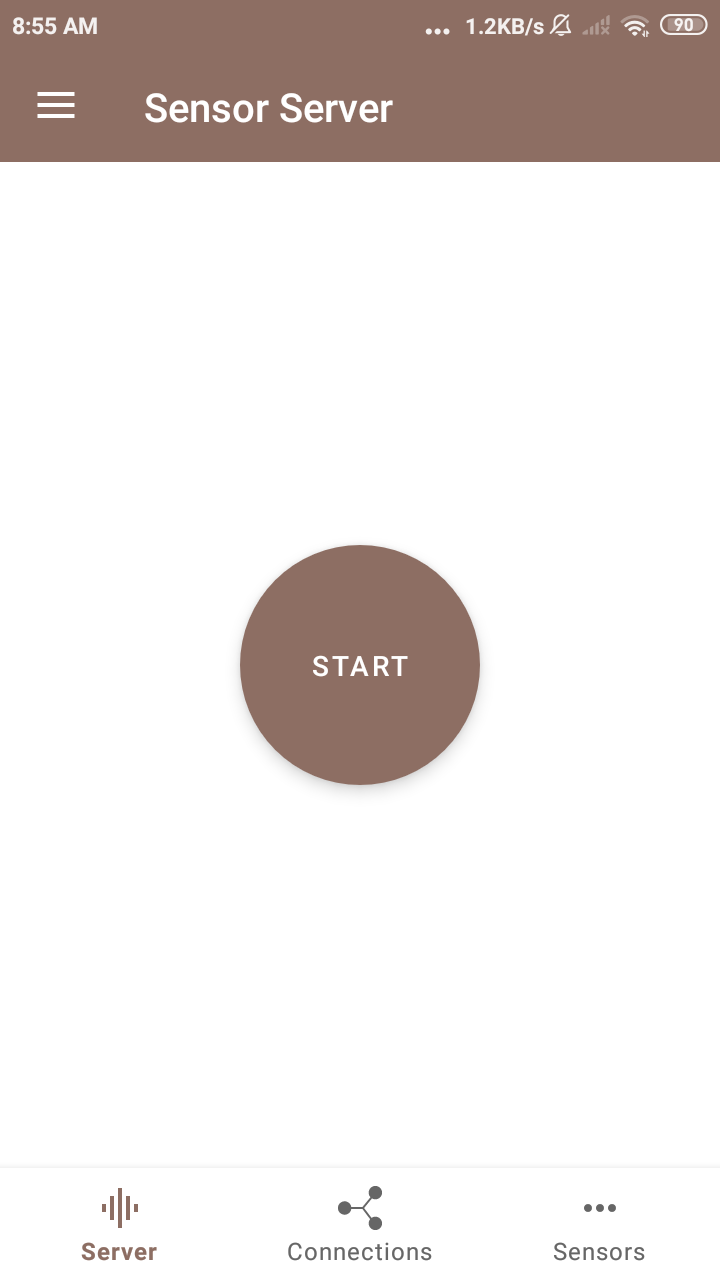 8:55 AM ... 1.2KB/s 90
Sensor Server
START
Server Connections Sensors